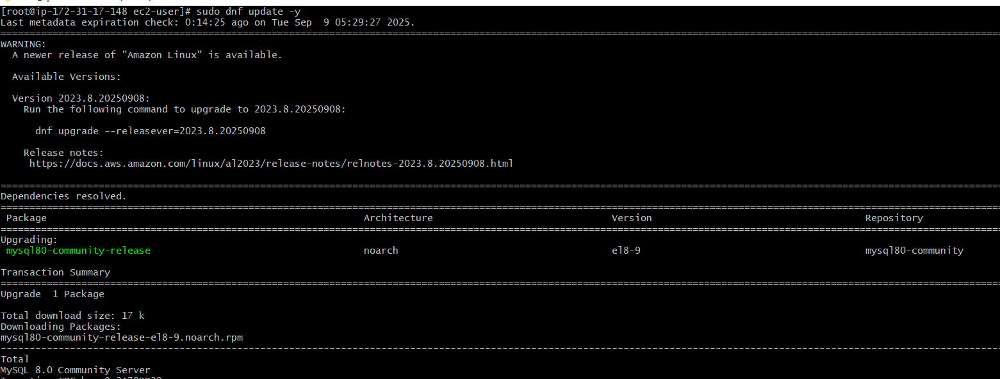 [root@ip-172-31-17-148 ec2-user]# sudo dnf update -y
Last metadata expiration check: 0:14:25 ago on Tue Sep  9 05:29:27 2025.
WARNING:
A newer release of "Amazon Linux" is available.
Available Versions:
Version 2023.8.20250908:
Run the following command to upgrade to 2023.8.20250908:
dnf upgrade --releasever=2023.8.20250908
Release notes:
https://docs.aws.amazon.com/linux/al2023/release-notes/relnotes-2023.8.20250908.html
Dependencies resolved.
Package Architecture Version Repository
Upgrading:
mysql80-community-release noarch el8-9 mysql80-community
Transaction Summary
Upgrade  1 Package
Total download size: 17 k
Downloading Packages:
mysql80-community-release-el8-9.noarch.rpm
Total
MySQL 8.0 Community Server